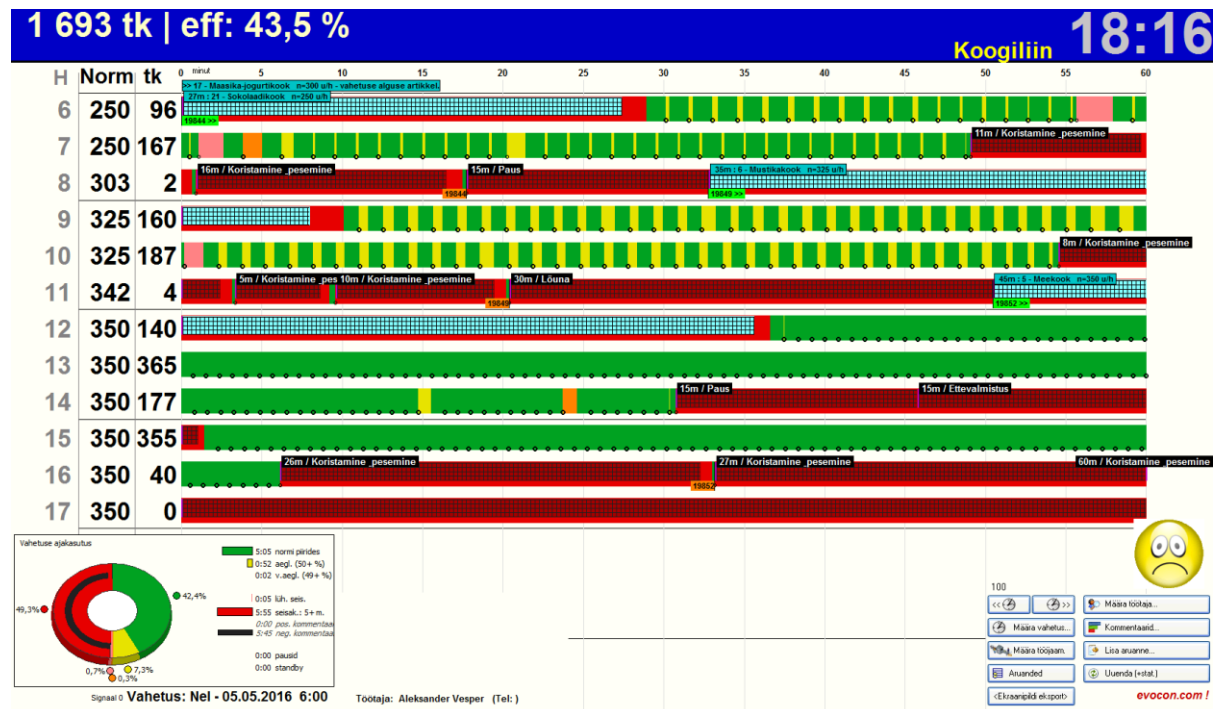 1 693 tk | eff: 43,5 %
Koogiliin 18:16
H Norm tk 0 minut 5 10 15 20 25 30 35 40 45 50 55 60
>> 17 - Maasika-jogurtikook n=300 u/h - vahetuse alguse artikkel.
27m : 21 - Sokolaadikook n=250 u/h
6 250 96
19844 >>
7 250 167 11m / Koristamine _pesemine
8 303 2 16m / Koristamine _pesemine 15m / Paus 35m : 6 - Mustikakook n=325 u/h
19844 19849 >>
9 325 160
10 325 187 8m / Koristamine _pesemine
11 342 4 5m / Koristamine _pes 10m / Koristamine _pesemine 30m / Lõuna 45m : 5 - Meekook n=350 u/h
19849 19852 >>
12 350 140
13 350 365
14 350 177 15m / Paus 15m / Ettevalmistus
15 350 355
16 350 40 26m / Koristamine _pesemine 27m / Koristamine _pesemine 60m / Koristamine _pesemine
19852
17 350 0
Vahetuse ajakasutus
5:05 normi piirides
0:52 aegl. (50+ %)
0:02 v.aegl. (49+ %)
0:05 lüh. seis.
5:55 seisak.: 5+ m.
0:00 pos. kommentaa
5:45 neg. kommentaa
0:00 pausid
0:00 standby
42,4%
49,3%
0,7% 7,3%
0,3%
100
<< >> Määra töötaja...
Määra vahetus... Kommentaarid...
Määra tööjaam. Lisa aruanne...
Aruanded Uuenda (+stat.)
<Ekraanipildi eksport> evocon.com !
Signaal 0 Vahetus: Nel - 05.05.2016 6:00 Töötaja: Aleksander Vesper (Tel: )